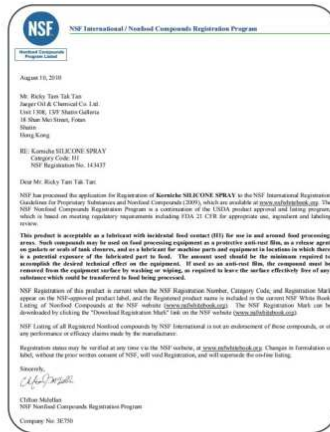 NSF
NSF International / Nonfood Compounds Registration Program
Nonfood Compounds
Program Listed
August 10, 2010
Mr. Ricky Tam Tak Tan
Jaeger Oil & Chemical Co. Ltd.
Unit 1308, 13/F Shatin Galleria
18 Shan Mei Street, Fotan
Shatin
Hong Kong
RE: Korniche SILICONE SPRAY
Category Code: H1
NSF Registration No. 143437
Dear Mr. Ricky Tam Tak Tan:
NSF has processed the application for Registration of Korniche SILICONE SPRAY to the NSF International Registration
Guidelines for Proprietary Substances and Nonfood Compounds (2009), which are available at www.nsfwhitebook.org. The
NSF Nonfood Compounds Registration Program is a continuation of the USDA product approval and listing program,
which is based on meeting regulatory requirements including FDA 21 CFR for appropriate use, ingredient and labeling
review.
This product is acceptable as a lubricant with incidental food contact (H1) for use in and around food processing
areas. Such compounds may be used on food processing equipment as a protective anti-rust film, as a release agent
on gaskets or seals of tank closures, and as a lubricant for machine parts and equipment in locations in which there
is a potential exposure of the lubricated part to food. The amount used should be the minimum required to
accomplish the desired technical effect on the equipment. If used as an anti-rust film, the compound must be
removed from the equipment surface by washing or wiping, as required to leave the surface effectively free of any
substance which could be transferred to food being processed.
NSF Registration of this product is current when the NSF Registration Number, Category Code, and Registration Mark
appear on the NSF-approved product label, and the Registered product name is included in the current NSF White Book
Listing of Nonfood Compounds at the NSF website (www.nsfwhitebook.org). The NSF Registration Mark can be
downloaded by clicking the "Download Registration Mark" link on the NSF website (www.nsfwhitebook.org).
NSF Listing of all Registered Nonfood compounds by NSF International is not an endorsement of those compounds, or of
any performance or efficacy claims made by the manufacturer.
Registration status may be verified at any time via the NSF website, at www.nsfwhitebook.org. Changes in formulation or
label, without the prior written consent of NSF, will void Registration, and will supersede the on-line listing.
Sincerely,
Clifton Mclellan
NSF Nonfood Compounds Registration Program
Company No: 3E750